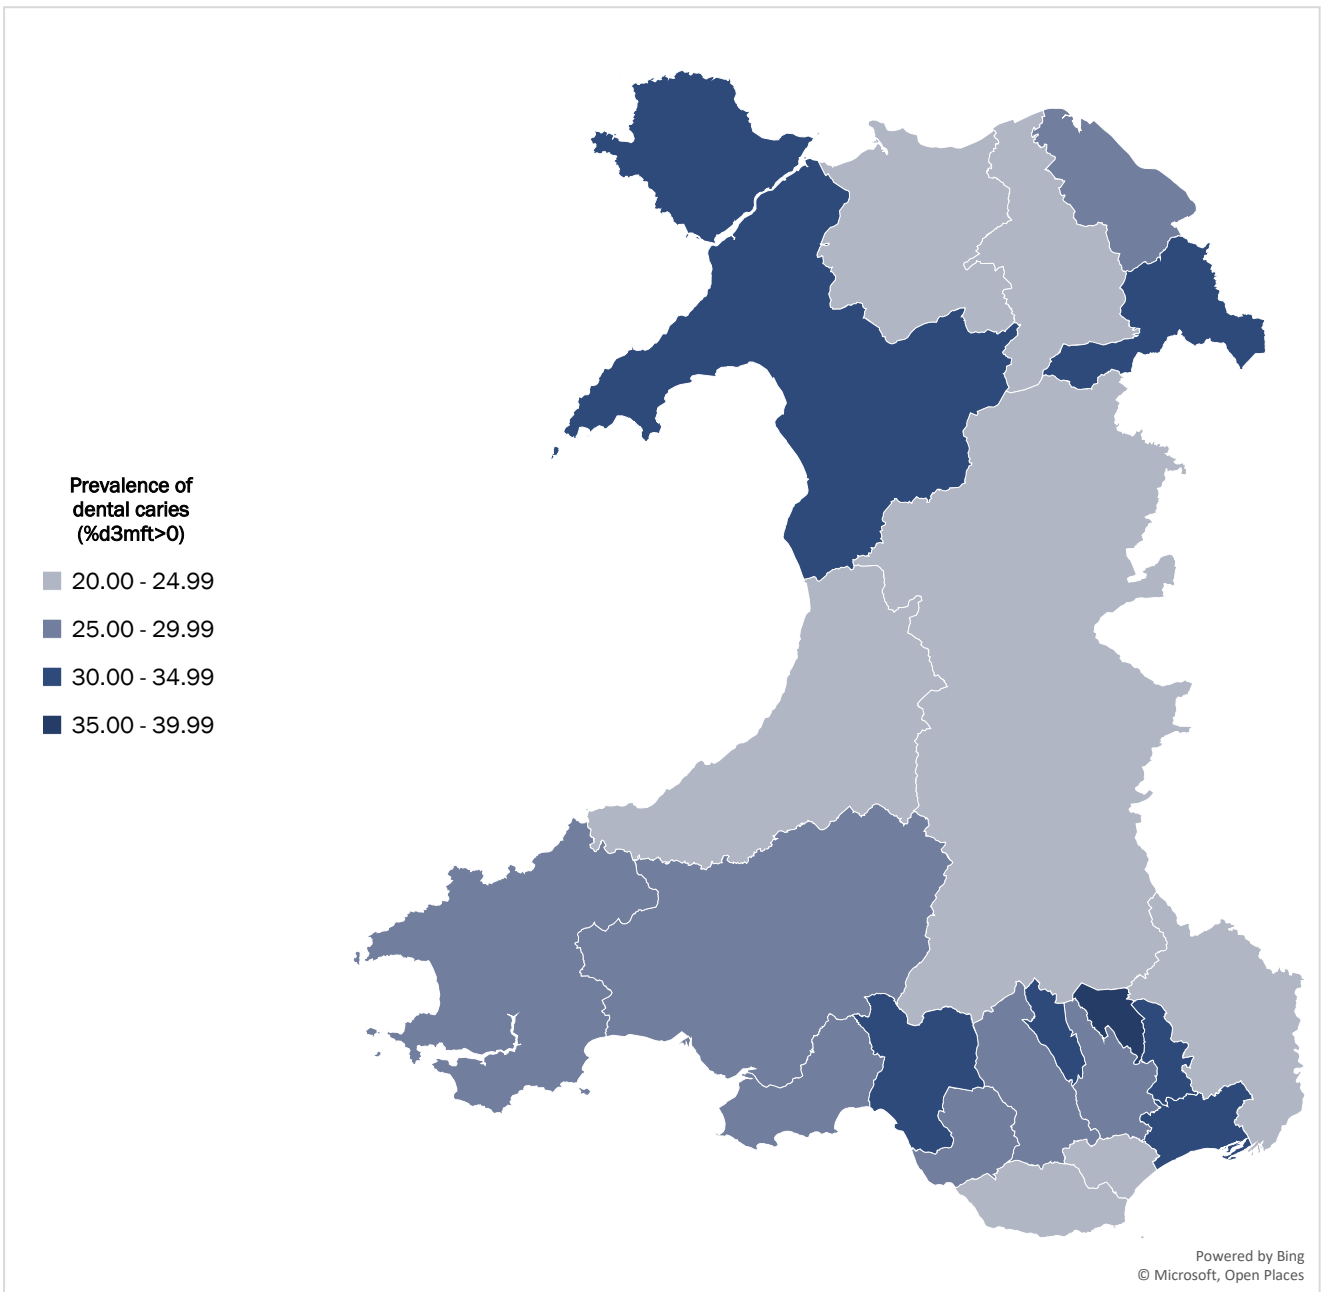 Prevalence of
dental caries
(%d3mft>0)
20.00 - 24.99
25.00 - 29.99
30.00 - 34.99
35.00 - 39.99
Powered by Bing
© Microsoft, Open Places